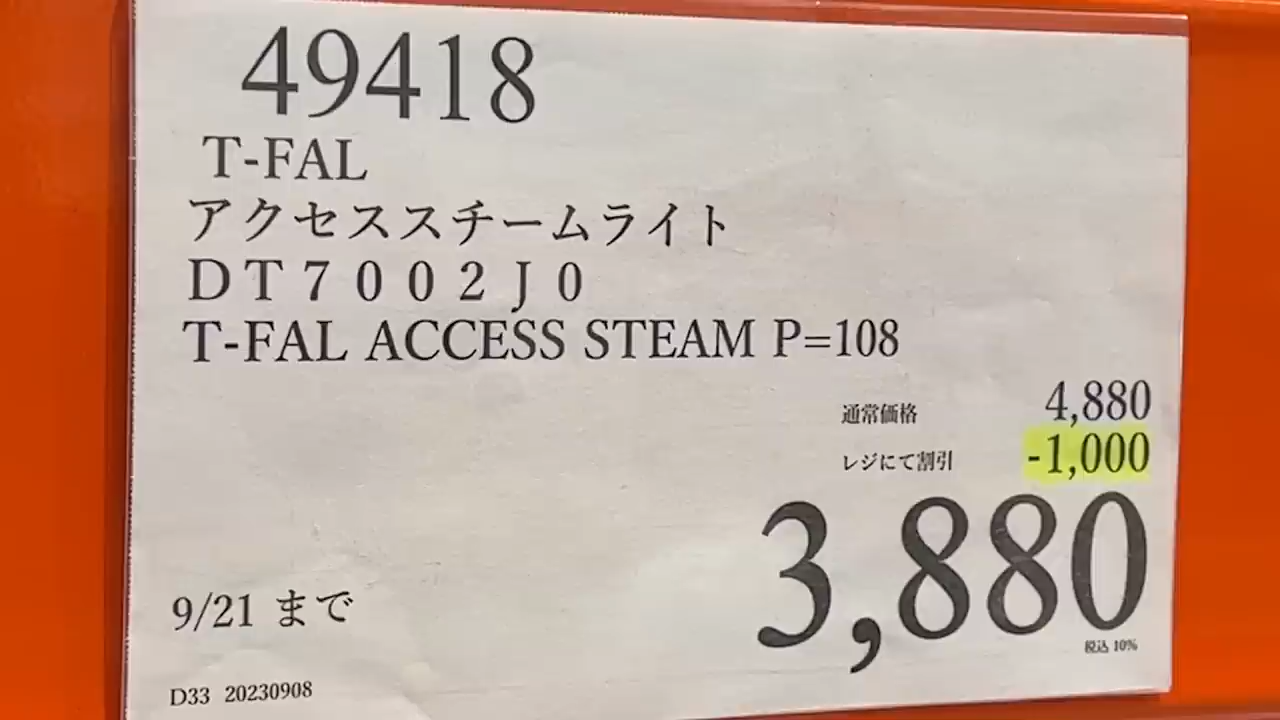 49418
T-FAL
アクセススチームライト
ＤＴ７００２Ｊ０
T-FAL ACCESS STEAM P=108
通常価格 4,880
レジにて割引 -1,000
3,880
税込 10%
9/21 まで
D33 20230908